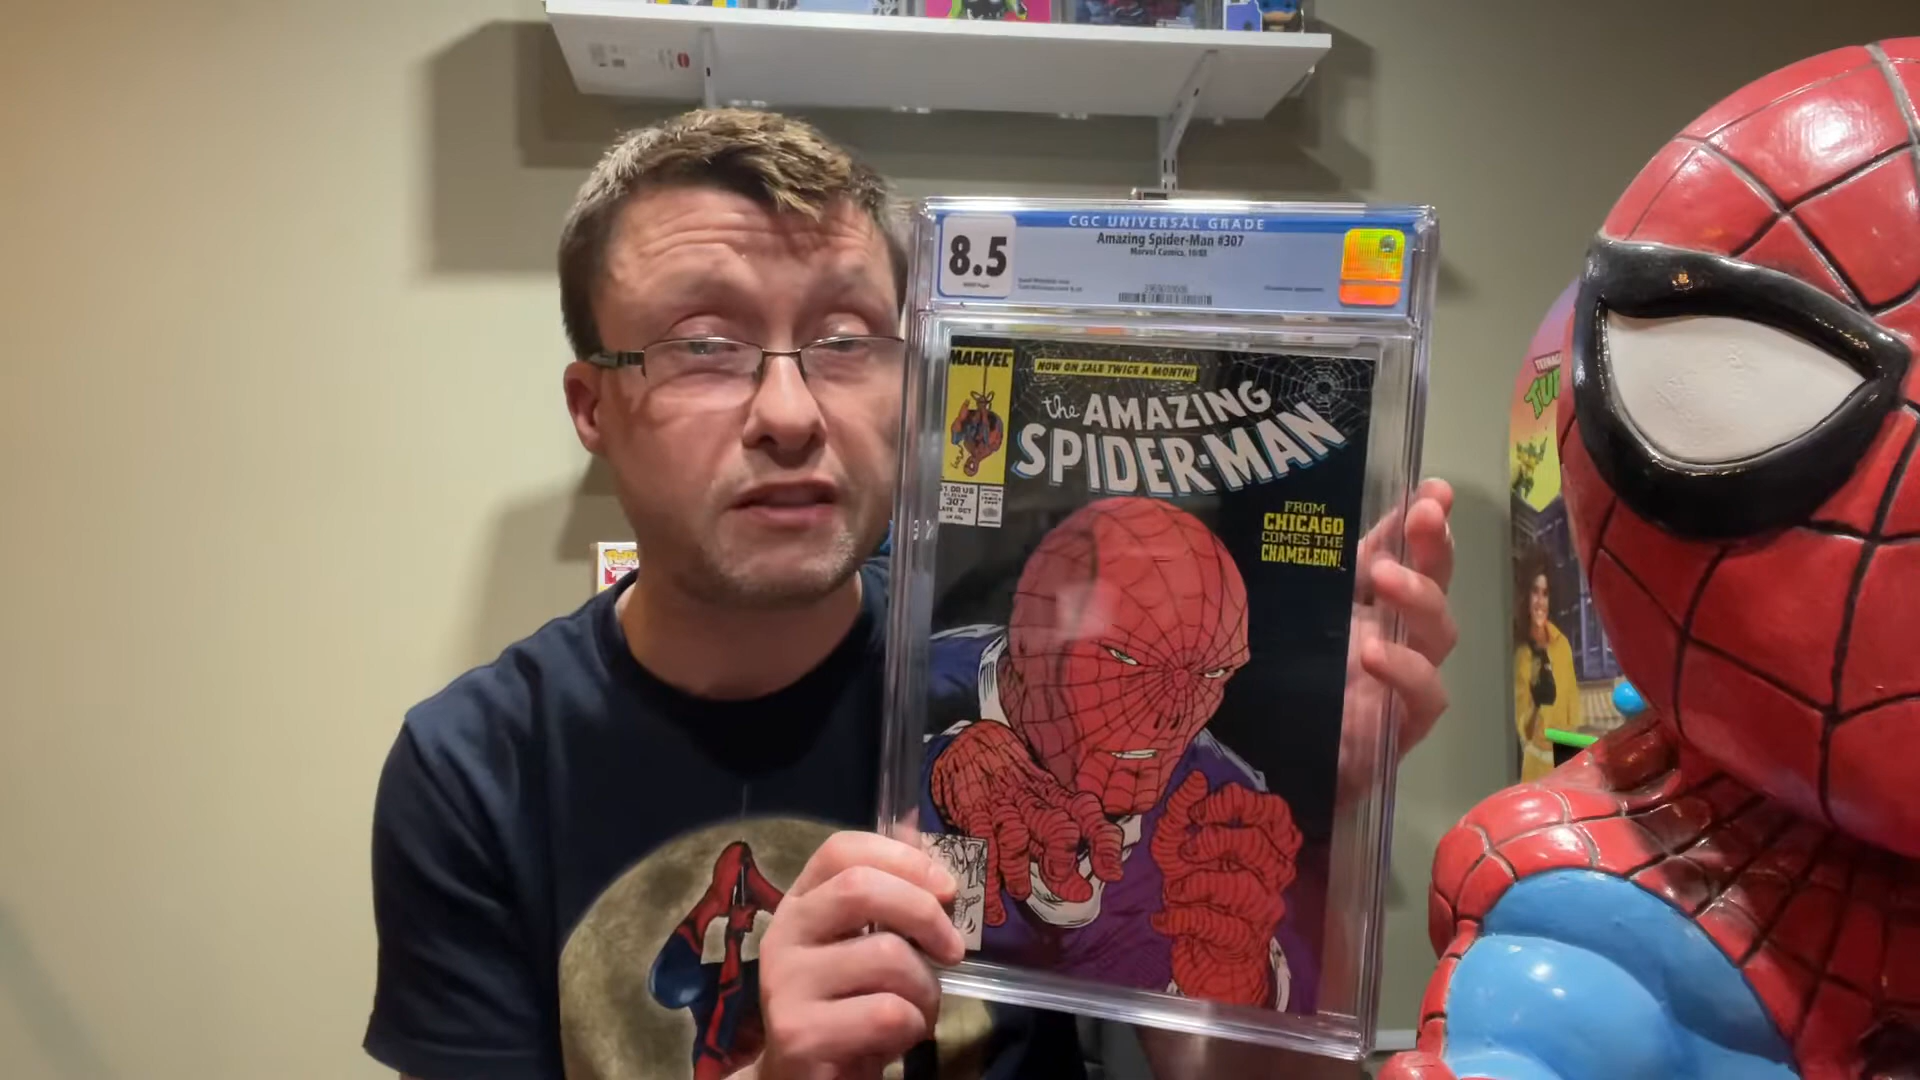 CGC UNIVERSAL GRADE
8.5
Amazing Spider-Man #307
Marvel Comics, 10/88
MARVEL
NOW ON SALE TWICE A MONTH!
the AMAZING
SPIDER-MAN
$1.00 US
307
LATE OCT
FROM
CHICAGO
COMES THE
CHAMELEON!